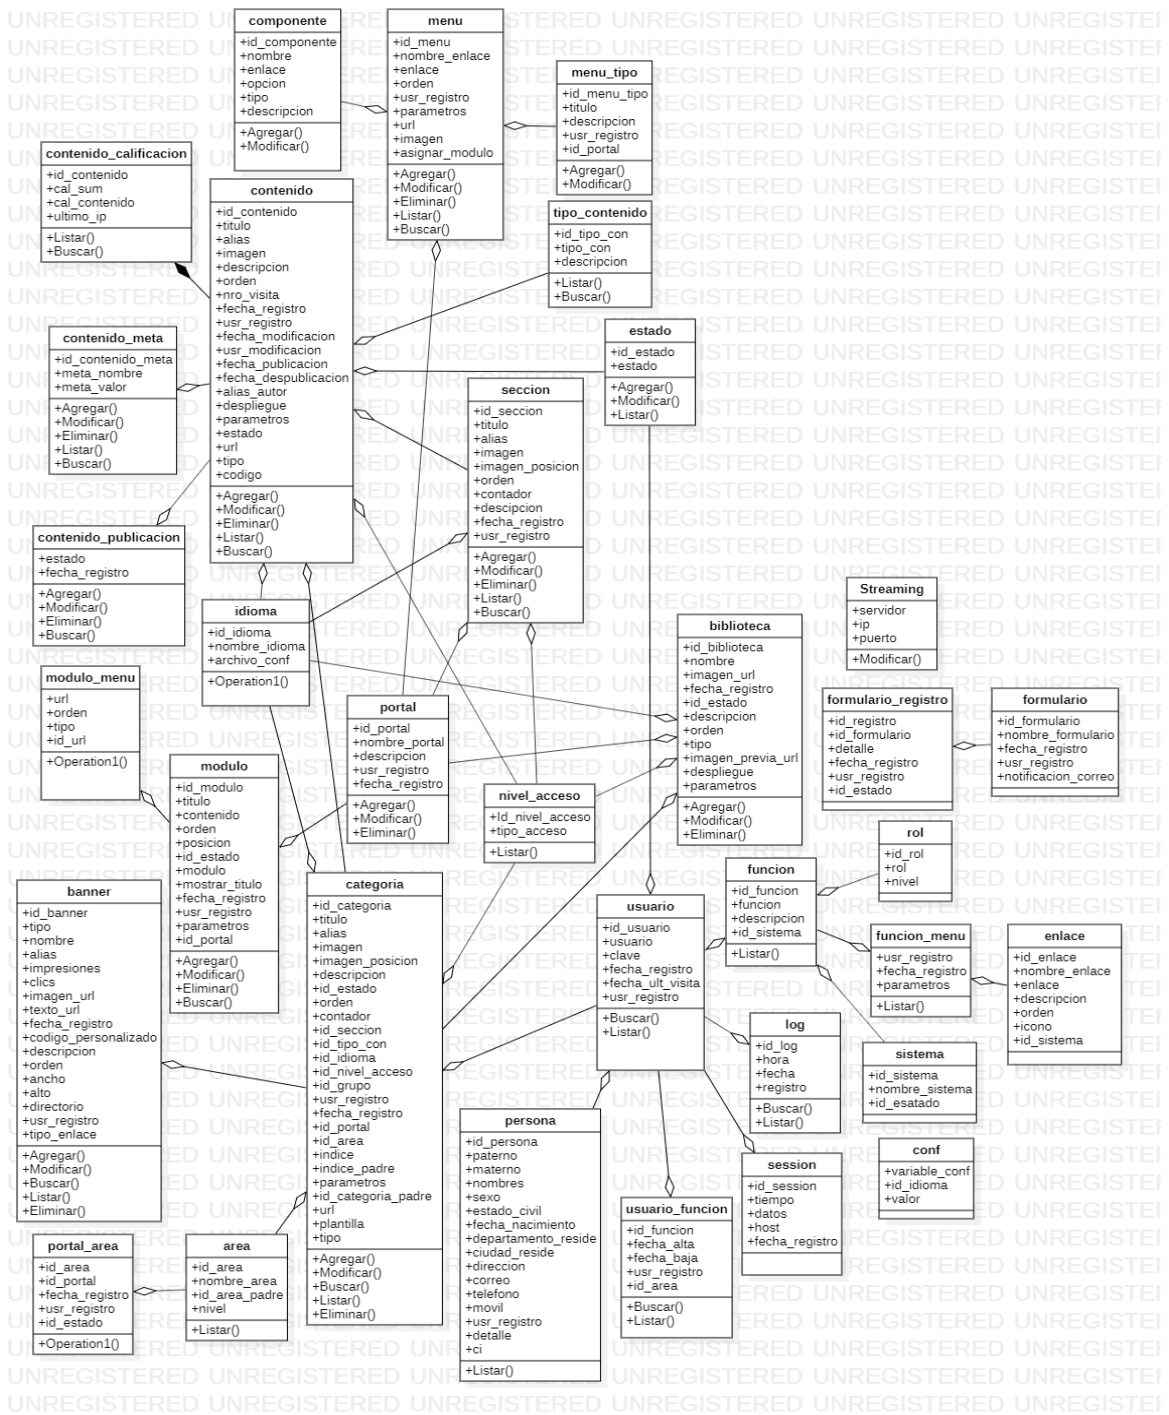 componente
+id_componente
+nombre
+enlace
+opcion
+tipo
+descripcion
+Agregar()
+Modificar()
menu
+id_menu
+nombre_enlace
+enlace
+orden
+usr_registro
+parametros
+url
+imagen
+asignar_modulo
+Agregar()
+Modificar()
+Eliminar()
+Listar()
+Buscar()
menu_tipo
+id_menu_tipo
+titulo
+descripcion
+usr_registro
+id_portal
+Agregar()
+Modificar()
contenido_calificacion
+id_contenido
+cal_sum
+cal_contenido
+ultimo_ip
+Listar()
+Buscar()
contenido
+id_contenido
+titulo
+alias
+imagen
+descripcion
+orden
+nro_visita
+fecha_registro
+usr_registro
+fecha_modificacion
+usr_modificacion
+fecha_publicacion
+fecha_despublicacion
+alias_autor
+despliegue
+parametros
+estado
+url
+tipo
+codigo
+Agregar()
+Modificar()
+Eliminar()
+Listar()
+Buscar()
tipo_contenido
+id_tipo_con
+tipo_con
+descripcion
+Listar()
+Buscar()
contenido_meta
+id_contenido_meta
+meta_nombre
+meta_valor
+Agregar()
+Modificar()
+Eliminar()
+Listar()
+Buscar()
estado
+id_estado
+estado
+Agregar()
+Modificar()
+Listar()
seccion
+id_seccion
+titulo
+alias
+imagen
+imagen_posicion
+orden
+contador
+descipcion
+fecha_registro
+usr_registro
+Agregar()
+Modificar()
+Eliminar()
+Listar()
+Buscar()
contenido_publicacion
+estado
+fecha_registro
+Agregar()
+Modificar()
+Eliminar()
+Buscar()
idioma
+id_idioma
+nombre_idioma
+archivo_conf
+Operation1()
Streaming
+servidor
+ip
+puerto
+Modificar()
biblioteca
+id_biblioteca
+nombre
+imagen_url
+fecha_registro
+id_estado
+descripcion
+orden
+tipo
+imagen_previa_url
+despliegue
+parametros
+Agregar()
+Modificar()
+Eliminar()
modulo_menu
+url
+orden
+tipo
+id_url
+Operation1()
portal
+id_portal
+nombre_portal
+descripcion
+usr_registro
+fecha_registro
+Agregar()
+Modificar()
+Eliminar()
formulario_registro
+id_registro
+id_formulario
+detalle
+fecha_registro
+usr_registro
+id_estado
formulario
+id_formulario
+nombre_formulario
+fecha_registro
+usr_registro
+notificacion_correo
modulo
+id_modulo
+titulo
+contenido
+orden
+posicion
+id_estado
+modulo
+mostrar_titulo
+fecha_registro
+usr_registro
+parametros
+id_portal
+Agregar()
+Modificar()
+Eliminar()
+Buscar()
nivel_acceso
+Id_nivel_acceso
+tipo_acceso
+Listar()
rol
+id_rol
+rol
+nivel
funcion
+id_funcion
+funcion
+descripcion
+id_sistema
+Listar()
categoria
+id_categoria
+titulo
+alias
+imagen
+imagen_posicion
+descripcion
+id_estado
+orden
+contador
+id_seccion
+id_tipo_con
+id_idioma
+id_nivel_acceso
+id_grupo
+usr_registro
+fecha_registro
+id_portal
+id_area
+indice
+indice_padre
+parametros
+id_categoria_padre
+url
+plantilla
+tipo
+Agregar()
+Modificar()
+Buscar()
+Listar()
+Eliminar()
banner
+id_banner
+tipo
+nombre
+alias
+impresiones
+clics
+imagen_url
+texto_url
+fecha_registro
+codigo_personalizado
+descripcion
+orden
+ancho
+alto
+directorio
+usr_registro
+tipo_enlace
+Agregar()
+Modificar()
+Buscar()
+Listar()
+Eliminar()
usuario
+id_usuario
+usuario
+clave
+fecha_registro
+fecha_ult_visita
+usr_registro
+Buscar()
+Listar()
funcion_menu
+usr_registro
+fecha_registro
+parametros
+Listar()
enlace
+id_enlace
+nombre_enlace
+enlace
+descripcion
+orden
+icono
+id_sistema
log
+id_log
+hora
+fecha
+registro
+Buscar()
+Listar()
sistema
+id_sistema
+nombre_sistema
+id_esatado
persona
+id_persona
+paterno
+materno
+nombres
+sexo
+estado_civil
+fecha_nacimiento
+departamento_reside
+ciudad_reside
+direccion
+correo
+telefono
+movil
+usr_registro
+detalle
+ci
+Listar()
conf
+variable_conf
+id_idioma
+valor
session
+id_session
+tiempo
+datos
+host
+fecha_registro
usuario_funcion
+id_funcion
+fecha_alta
+fecha_baja
+usr_registro
+id_area
+Buscar()
+Listar()
portal_area
+id_area
+id_portal
+fecha_registro
+usr_registro
+id_estado
+Operation1()
area
+id_area
+nombre_area
+id_area_padre
+nivel
+Listar()
UNREGISTERED